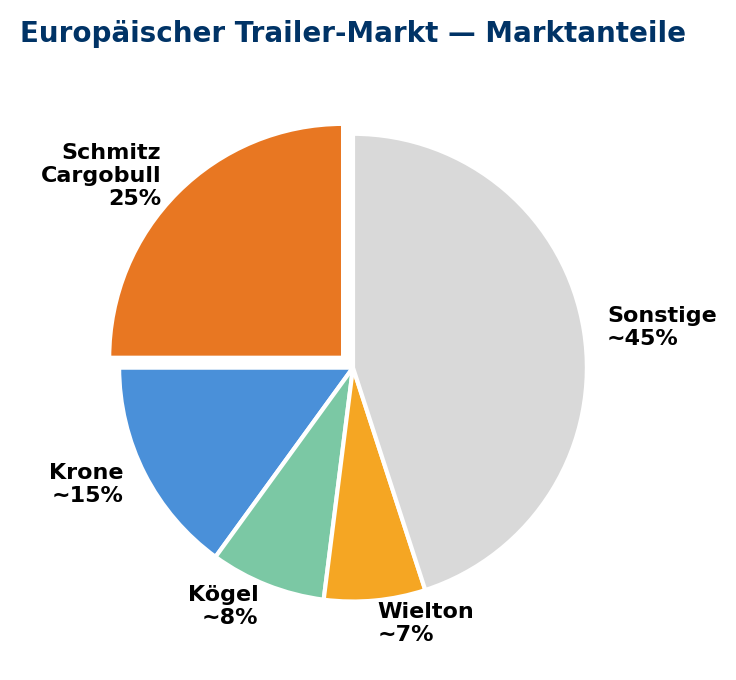 Europäischer Trailer-Markt — Marktanteile
Schmitz
Cargobull
25%
Sonstige
~45%
Krone
~15%
Kögel
~8%
Wielton
~7%